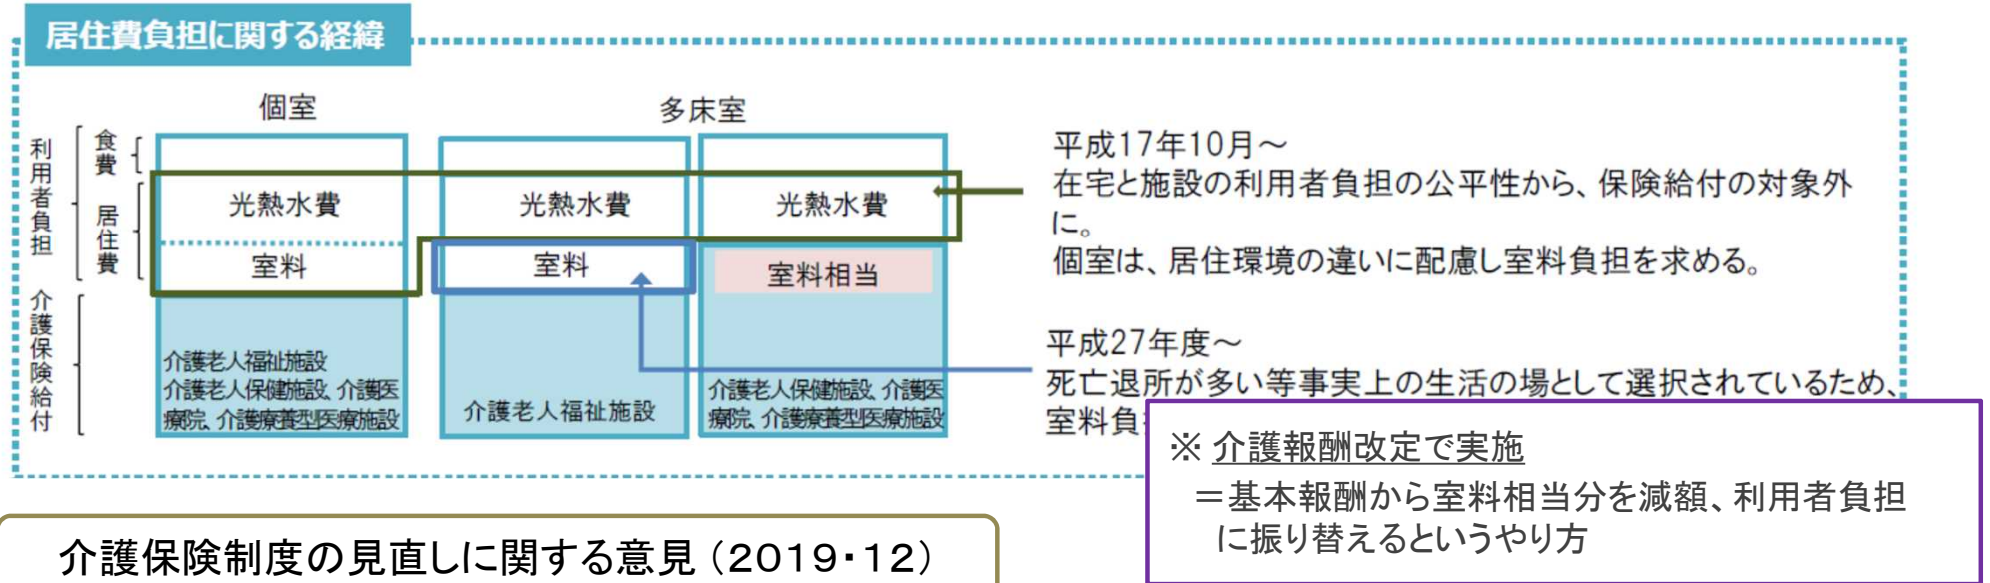 居住費負担に関する経緯
個室
多床室
利用者負担
食費
居住費
介護保険給付
光熱水費
室料
介護老人福祉施設
介護老人保健施設、介護医
療院、介護療養型医療施設
光熱水費
室料
介護老人福祉施設
光熱水費
室料相当
介護老人保健施設、介護医
療院、介護療養型医療施設
平成17年10月～
在宅と施設の利用者負担の公平性から、保険給付の対象外
に。
個室は、居住環境の違いに配慮し室料負担を求める。
平成27年度～
死亡退所が多い等事実上の生活の場として選択されているため、
室料負
※ 介護報酬改定で実施
＝基本報酬から室料相当分を減額、利用者負担
に振り替えるというやり方
介護保険制度の見直しに関する意見（２０１９・１２）